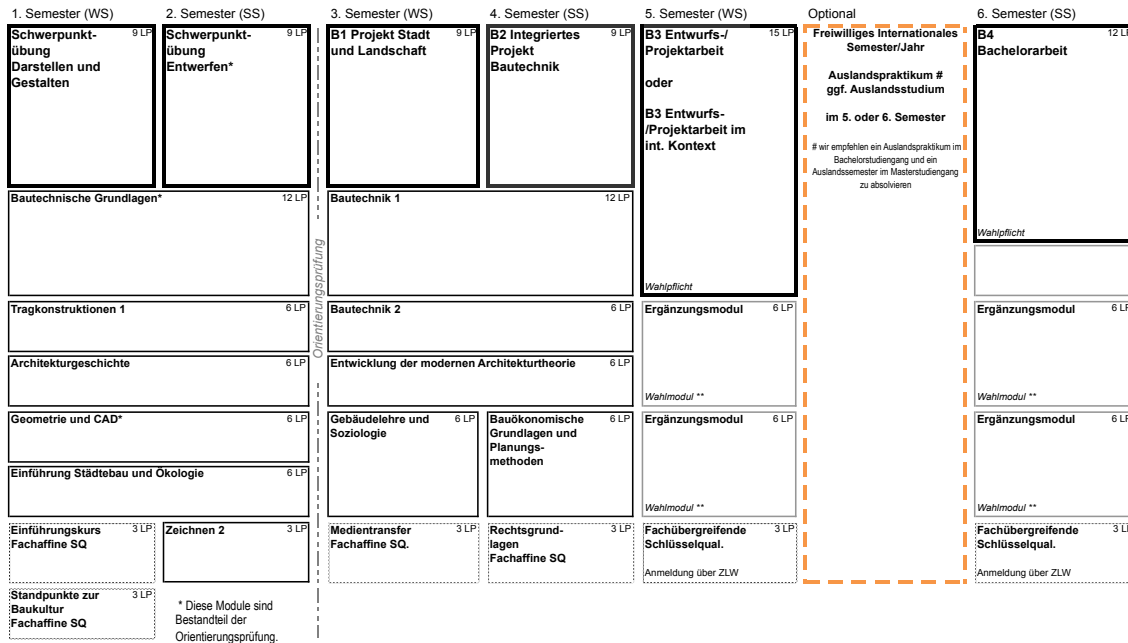 1. Semester (WS)
2. Semester (SS)
3. Semester (WS)
4. Semester (SS)
5. Semester (WS)
Optional
6. Semester (SS)
Schwerpunkt-
übung
Darstellen und
Gestalten
9 LP
Schwerpunkt-
übung
Entwerfen*
9 LP
B1 Projekt Stadt
und Landschaft
9 LP
B2 Integriertes
Projekt
Bautechnik
9 LP
B3 Entwurfs-/
Projektarbeit
oder
B3 Entwurfs-
/Projektarbeit im
int. Kontext
15 LP
Wahlpflicht
Freiwilliges Internationales
Semester/Jahr
Auslandspraktikum #
ggf. Auslandsstudium
im 5. oder 6. Semester
# wir empfehlen ein Auslandspraktikum im
Bachelorstudiengang und ein
Auslandssemester im Masterstudiengang
zu absolvieren
B4
Bachelorarbeit
12 LP
Wahlpflicht
Bautechnische Grundlagen*
12 LP
Orientierungsprüfung
Bautechnik 1
12 LP
Tragkonstruktionen 1
6 LP
Bautechnik 2
6 LP
Ergänzungsmodul
6 LP
Wahlmodul **
Ergänzungsmodul
6 LP
Wahlmodul **
Architekturgeschichte
6 LP
Entwicklung der modernen Architekturtheorie
6 LP
Geometrie und CAD*
6 LP
Gebäudelehre und
Soziologie
6 LP
Bauökonomische
Grundlagen und
Planungs-
methoden
6 LP
Ergänzungsmodul
6 LP
Wahlmodul **
Ergänzungsmodul
6 LP
Wahlmodul **
Einführung Städtebau und Ökologie
6 LP
Einführungskurs
Fachaffine SQ
3 LP
Zeichnen 2
3 LP
Medientransfer
Fachaffine SQ.
3 LP
Rechtsgrund-
lagen
Fachaffine SQ
3 LP
Fachübergreifende
Schlüsselqual.
3 LP
Anmeldung über ZLW
Fachübergreifende
Schlüsselqual.
3 LP
Anmeldung über ZLW
Standpunkte zur
Baukultur
Fachaffine SQ
3 LP
* Diese Module sind
Bestandteil der
Orientierungsprüfung.